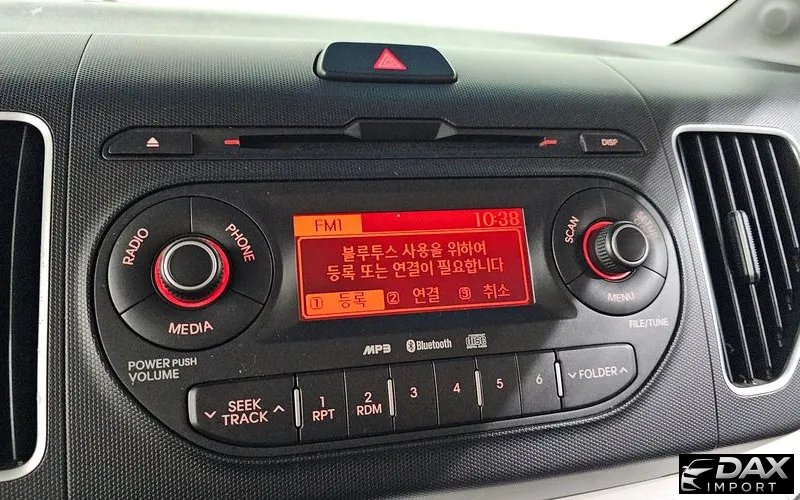 DISP
RADIO
PHONE
MEDIA
POWER PUSH
VOLUME
FM1 10:38
블루투스 사용을 위하여
등록 또는 연결이 필요합니다
① 등록 ② 연결 ③ 취소
SCAN
SETUP
MENU
FILE/TUNE
MP3 Bluetooth
SEEK
TRACK
1
RPT
2
RDM
3
4
5
6
FOLDER
DAX
IMPORT